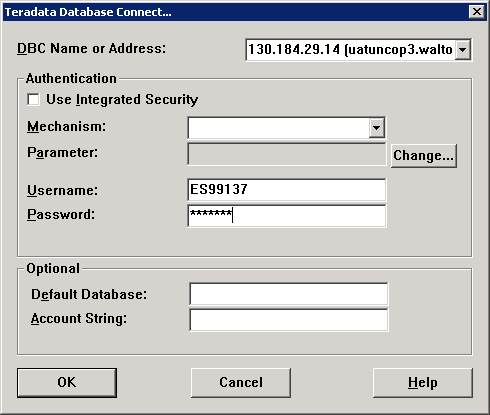 Teradata Database Connect...
DBC Name or Address: 130.184.29.14 (uatuncop3.walto
Authentication
Use Integrated Security
Mechanism:
Parameter: Change...
Username: ES99137
Password: *******
Optional
Default Database:
Account String:
OK Cancel Help